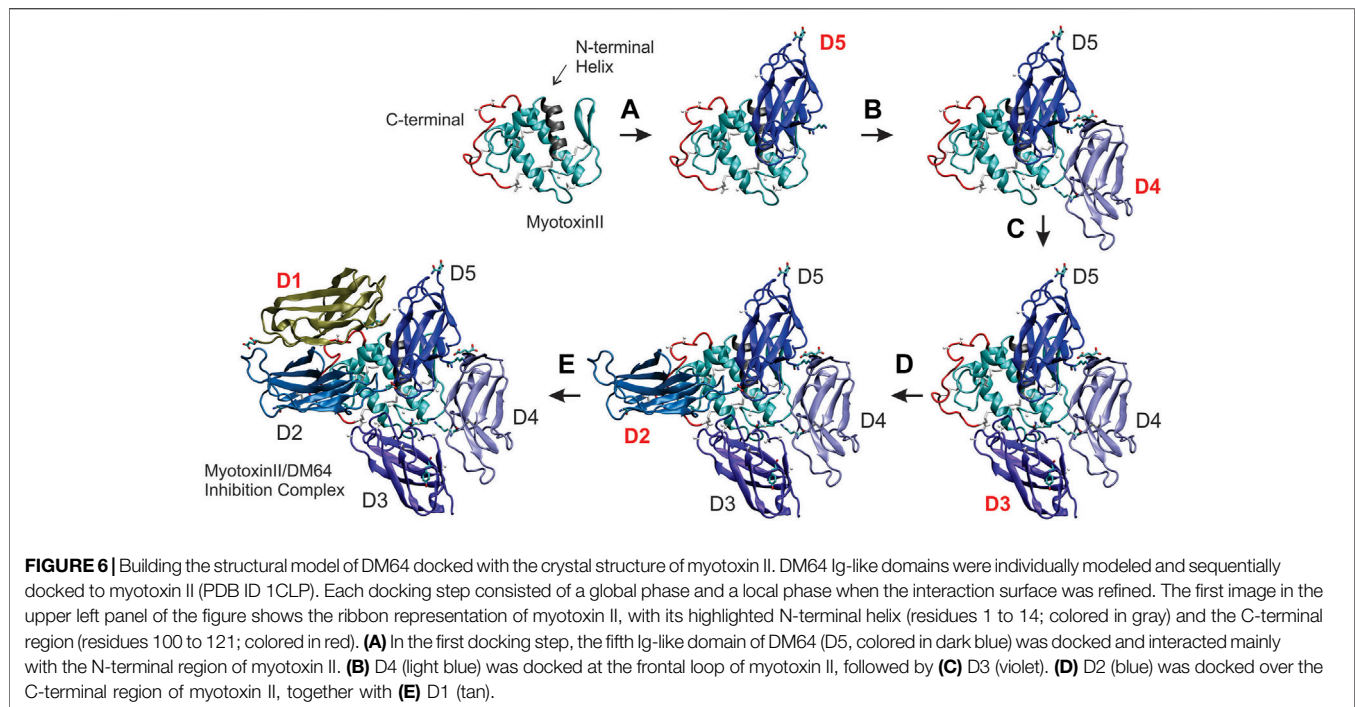 N-terminal
Helix
C-terminal
MyotoxinII
A
D5
B
D5
D4
C
D1
D5
D2
MyotoxinII/DM64
Inhibition Complex
D3
D4
E
D5
D2
D3
D4
D
D5
D4
D3
FIGURE 6 | Building the structural model of DM64 docked with the crystal structure of myotoxin II. DM64 Ig-like domains were individually modeled and sequentially
docked to myotoxin II (PDB ID 1CLP). Each docking step consisted of a global phase and a local phase when the interaction surface was refined. The first image in the
upper left panel of the figure shows the ribbon representation of myotoxin II, with its highlighted N-terminal helix (residues 1 to 14; colored in gray) and the C-terminal
region (residues 100 to 121; colored in red). (A) In the first docking step, the fifth Ig-like domain of DM64 (D5, colored in dark blue) was docked and interacted mainly
with the N-terminal region of myotoxin II. (B) D4 (light blue) was docked at the frontal loop of myotoxin II, followed by (C) D3 (violet). (D) D2 (blue) was docked over the
C-terminal region of myotoxin II, together with (E) D1 (tan).